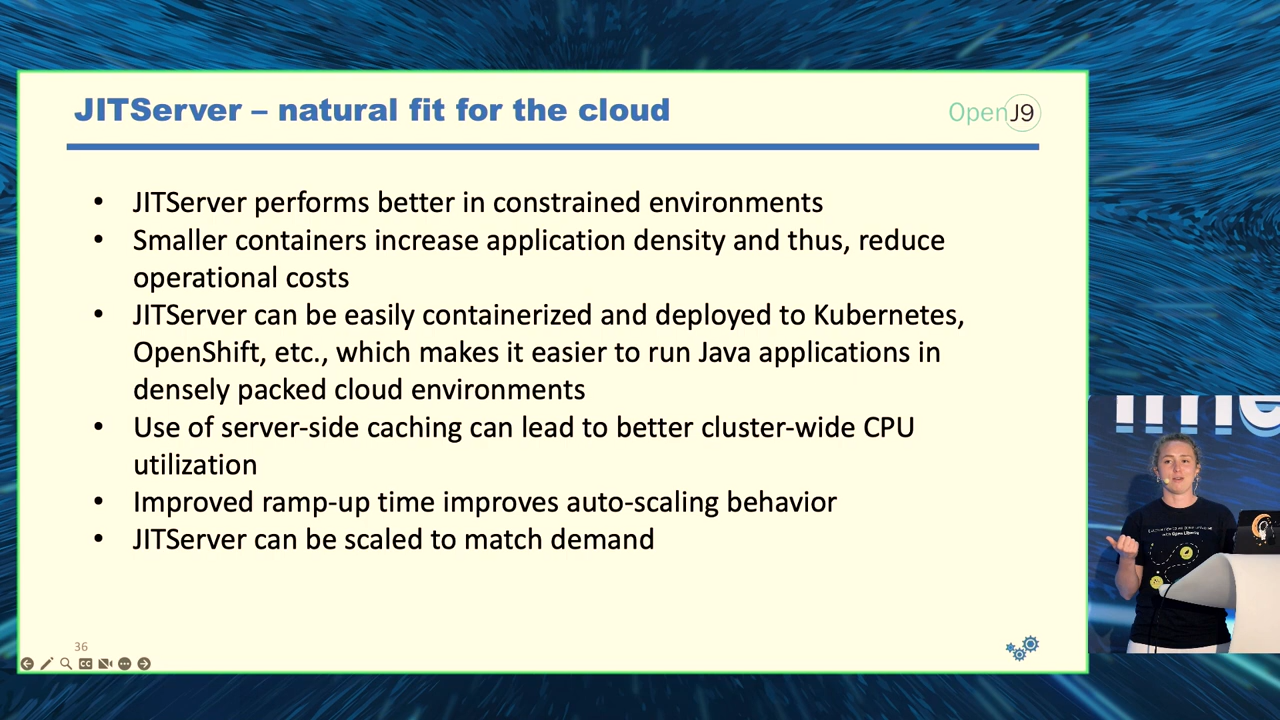 JITServer – natural fit for the cloud
OpenJ9
• JITServer performs better in constrained environments
• Smaller containers increase application density and thus, reduce
operational costs
• JITServer can be easily containerized and deployed to Kubernetes,
OpenShift, etc., which makes it easier to run Java applications in
densely packed cloud environments
• Use of server-side caching can lead to better cluster-wide CPU
utilization
• Improved ramp-up time improves auto-scaling behavior
• JITServer can be scaled to match demand
36
CC
with Open Liberty